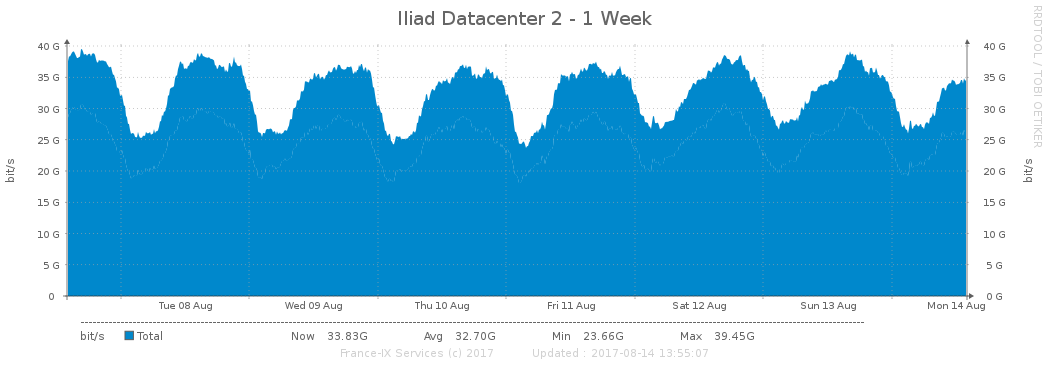 Iliad Datacenter 2 - 1 Week
RRDTOOL / TOBI OETIKER
40 G 40 G
35 G 35 G
30 G 30 G
25 G 25 G
20 G 20 G
15 G 15 G
10 G 10 G
5 G 5 G
0 0 G
bit/s bit/s
Tue 08 Aug Wed 09 Aug Thu 10 Aug Fri 11 Aug Sat 12 Aug Sun 13 Aug Mon 14 Aug
bit/s Total Now 33.83G Avg 32.70G Min 23.66G Max 39.45G
France-IX Services (c) 2017 Updated : 2017-08-14 13:55:07